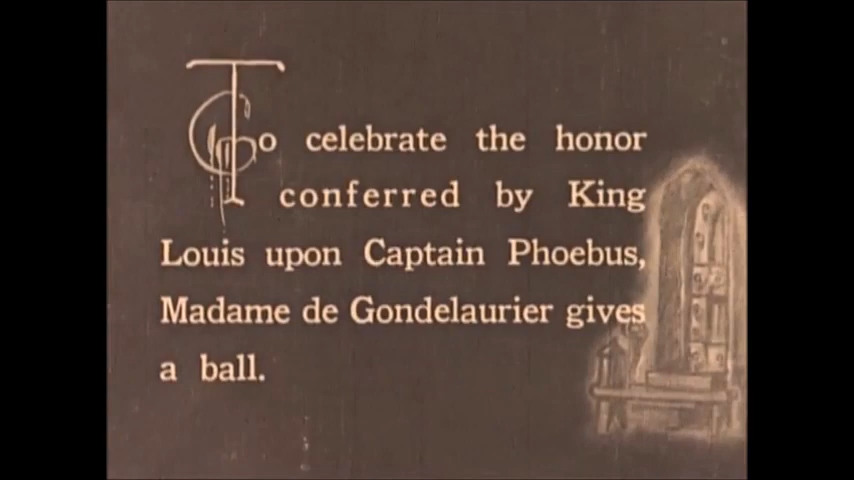 To celebrate the honor
conferred by King
Louis upon Captain Phoebus,
Madame de Gondelaurier gives
a ball.